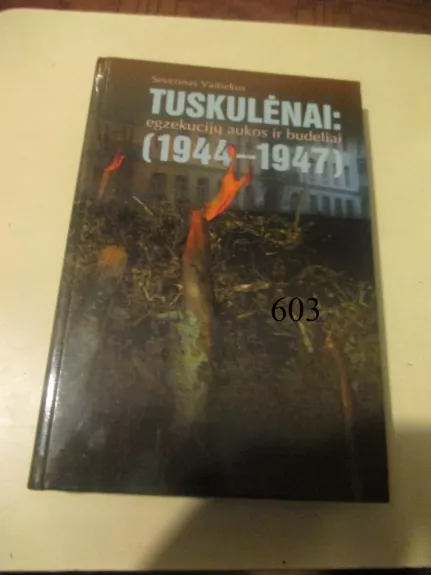 Severinas Vaitiekus
TUSKULĖNAI:
egzekucijų aukos ir budeliai
(1944–1947)
603